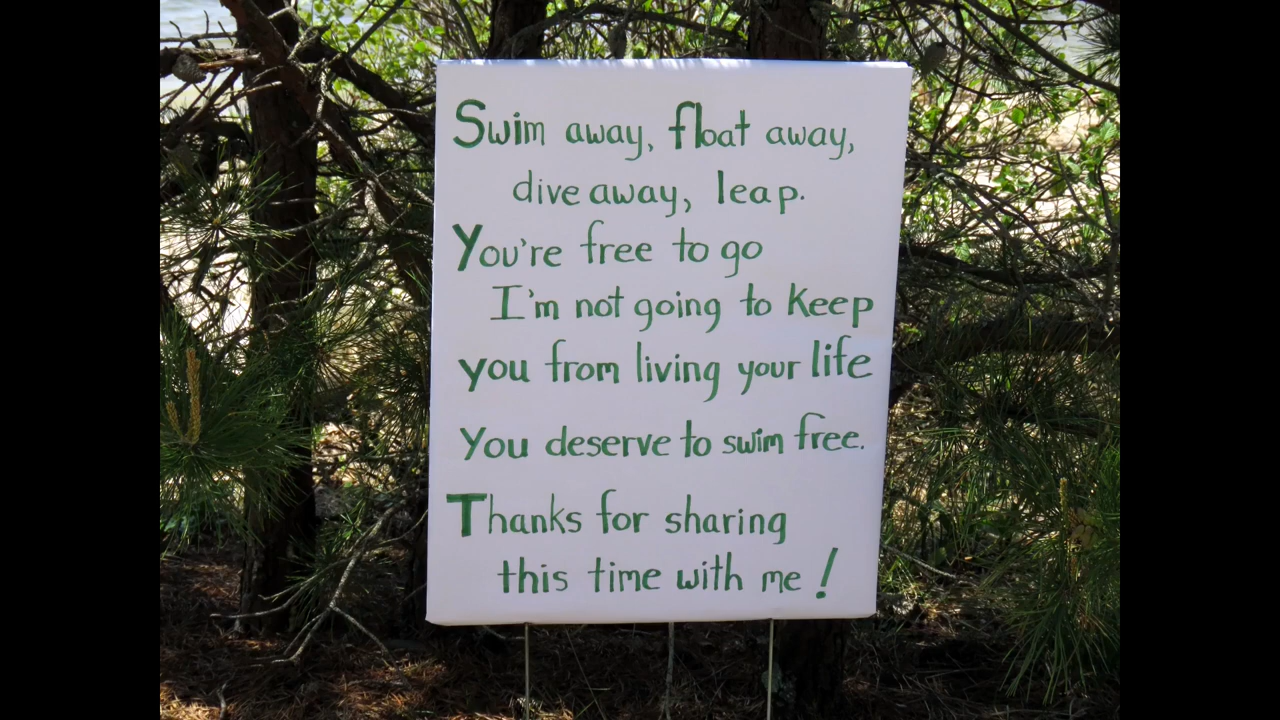 Swim away, float away,
dive away, leap.
You're free to go
I'm not going to keep
you from living your life
You deserve to swim free.
Thanks for sharing
this time with me!